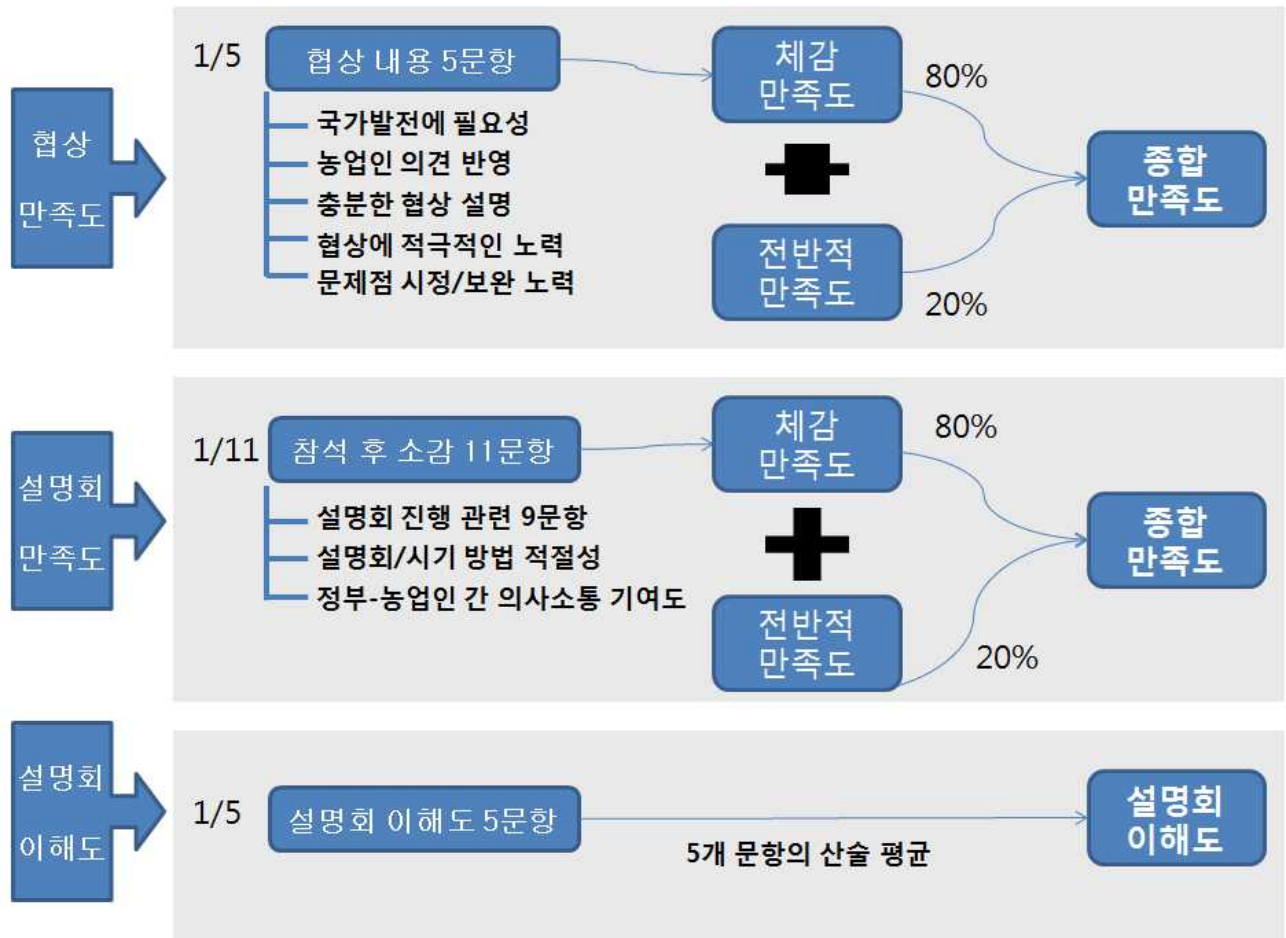 협상
만족도
1/5
협상 내용 5문항
국가발전에 필요성
농업인 의견 반영
충분한 협상 설명
협상에 적극적인 노력
문제점 시정/보완 노력
체감
만족도
80%
전반적
만족도
20%
종합
만족도
설명회
만족도
1/11
참석 후 소감 11문항
설명회 진행 관련 9문항
설명회/시기 방법 적절성
정부-농업인 간 의사소통 기여도
체감
만족도
80%
전반적
만족도
20%
종합
만족도
설명회
이해도
1/5
설명회 이해도 5문항
5개 문항의 산술 평균
설명회
이해도